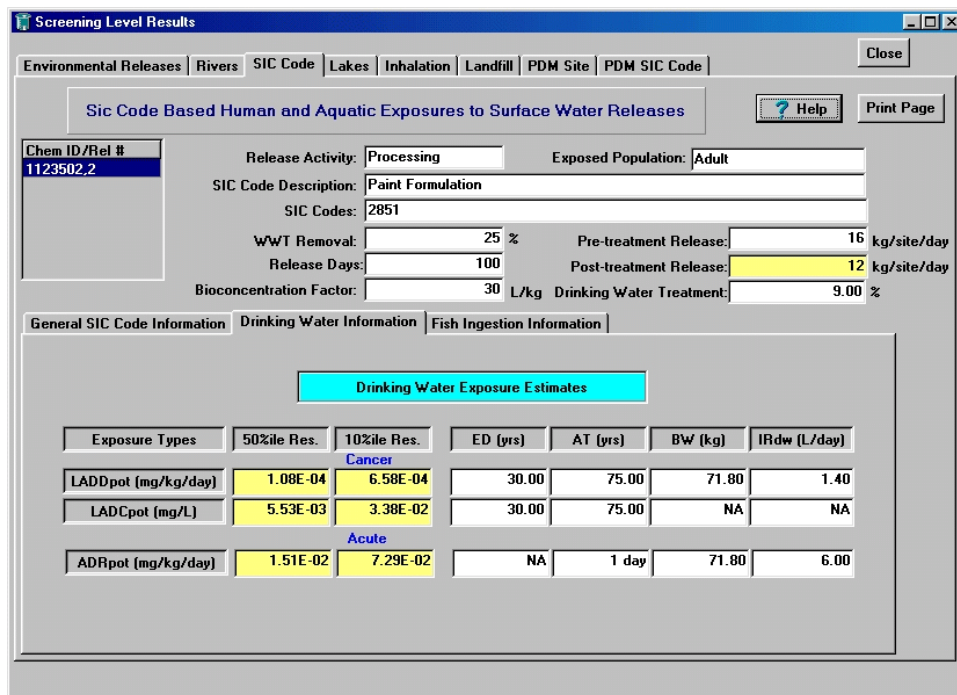 Screening Level Results
Close
Environmental Releases Rivers SIC Code Lakes Inhalation Landfill PDM Site PDM SIC Code
Sic Code Based Human and Aquatic Exposures to Surface Water Releases
? Help
Print Page
Chem ID/Rel #
1123502,2
Release Activity: Processing Exposed Population: Adult
SIC Code Description: Paint Formulation
SIC Codes: 2851
WWT Removal: 25 % Pre-treatment Release: 16 kg/site/day
Release Days: 100 Post-treatment Release: 12 kg/site/day
Bioconcentration Factor: 30 L/kg Drinking Water Treatment: 9.00 %
General SIC Code Information Drinking Water Information Fish Ingestion Information
Drinking Water Exposure Estimates
Exposure Types 50%ile Res. 10%ile Res. ED (yrs) AT (yrs) BW (kg) IRdw (L/day)
Cancer
LADDpot (mg/kg/day) 1.08E-04 6.58E-04 30.00 75.00 71.80 1.40
LADCpot (mg/L) 5.53E-03 3.38E-02 30.00 75.00 NA NA
Acute
ADRpot (mg/kg/day) 1.51E-02 7.29E-02 NA 1 day 71.80 6.00